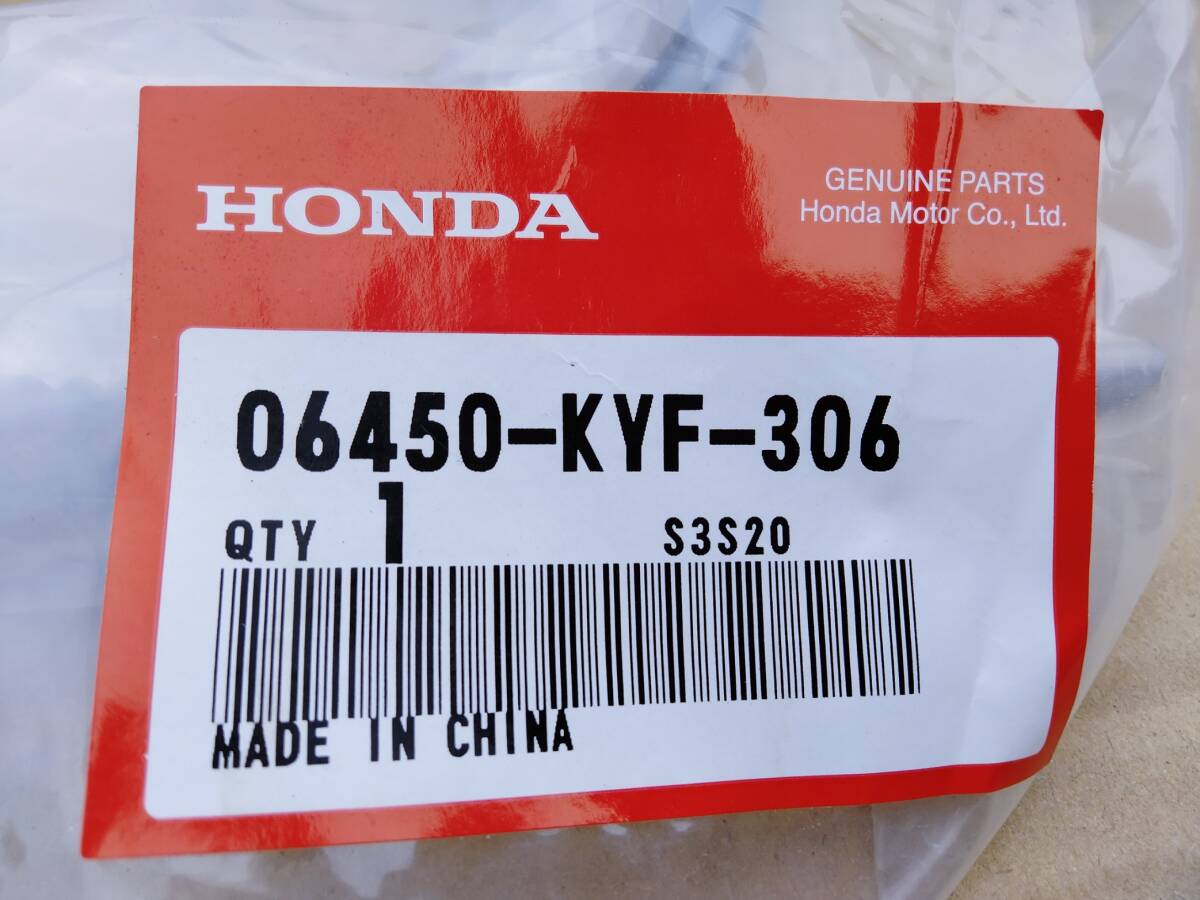 HONDA
GENUINE PARTS
Honda Motor Co., Ltd.
06450-KYF-306
QTY 1 S3S20
MADE IN CHINA